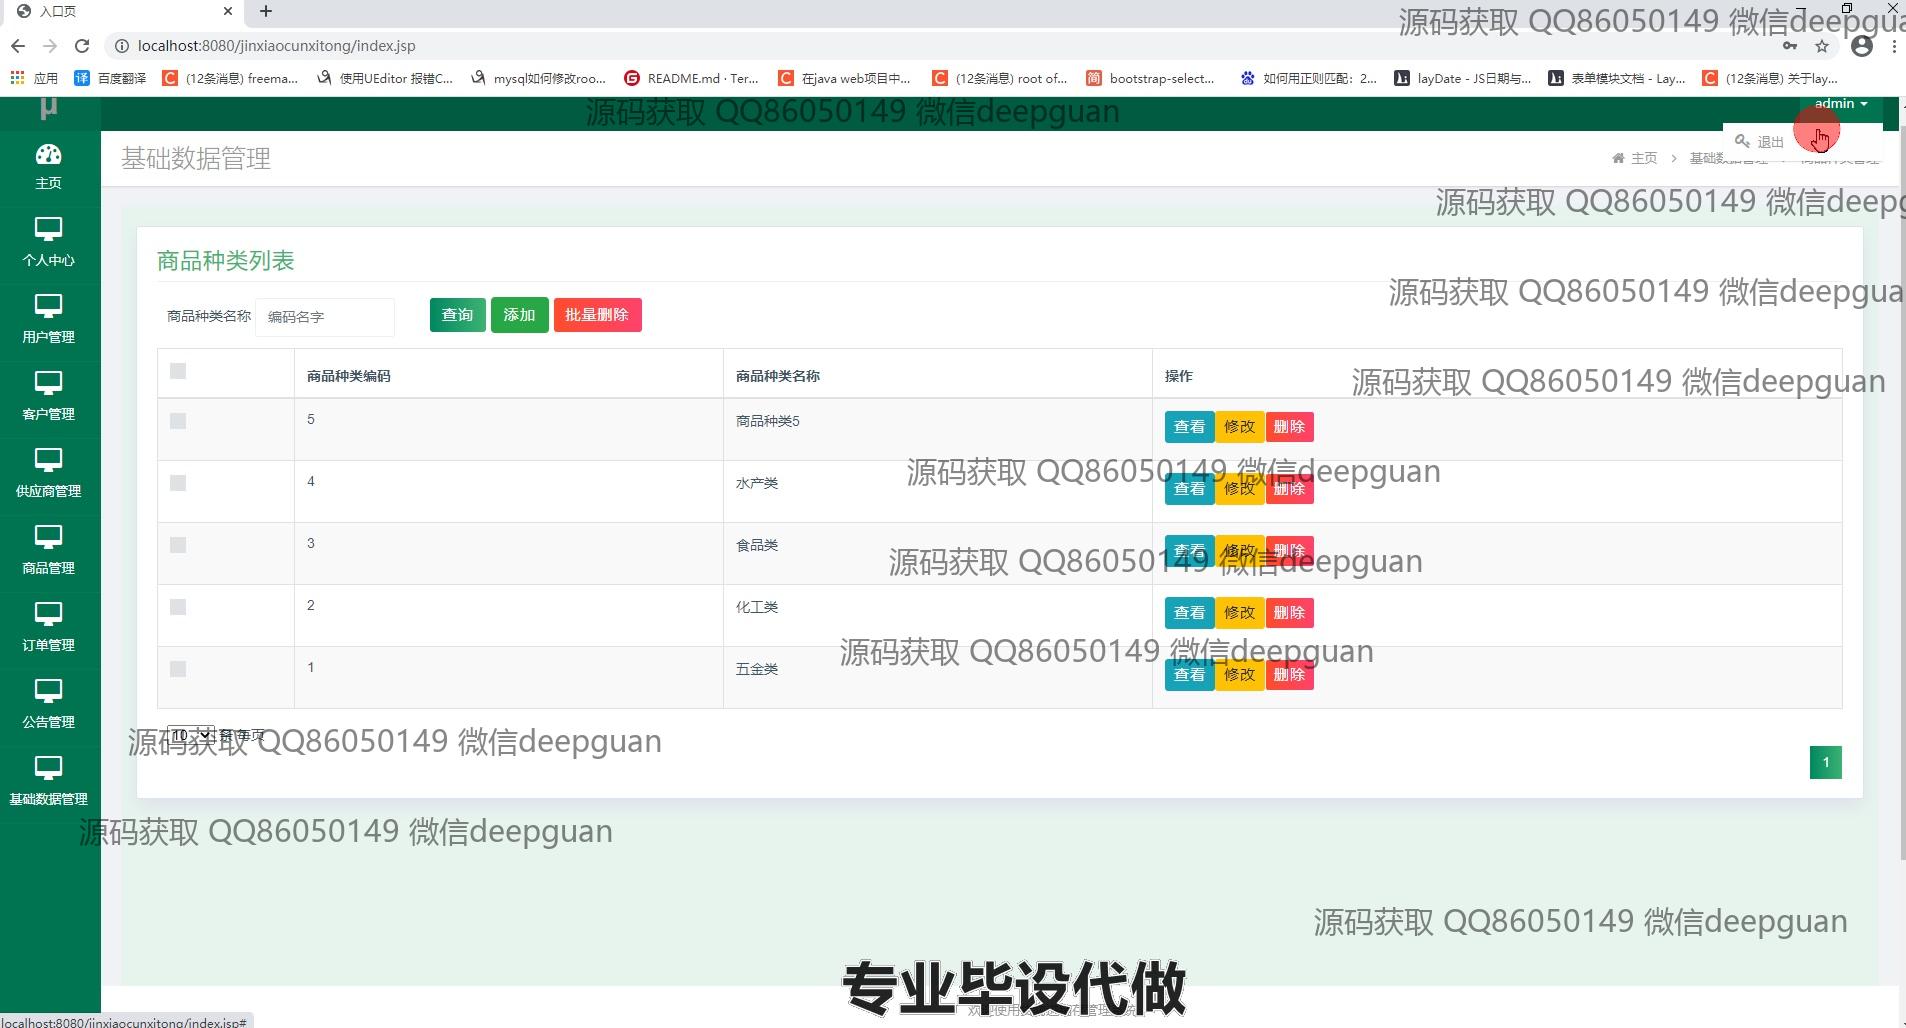 入口页
localhost:8080/jinxiaocunxitong/index.jsp
源码获取 QQ86050149 微信deepgua
应用 百度翻译 (12条消息) freema... 使用UEditor 报错C... mysql如何修改roo... README.md · Ter... 在java web项目中... (12条消息) root of... bootstrap-select... 如何用正则匹配：2... layDate - JS日期与... 表单模块文档 - Lay... (12条消息) 关于lay...
μ
源码获取 QQ86050149 微信deepguan
admin
退出
基础数据管理
主页 > 基础数据管理 > 商品种类管理
主页
个人中心
用户管理
客户管理
供应商管理
商品管理
订单管理
公告管理
基础数据管理
源码获取 QQ86050149 微信deepg
商品种类列表
源码获取 QQ86050149 微信deepgua
商品种类名称 编码名字 查询 添加 批量删除
商品种类编码 商品种类名称 操作
源码获取 QQ86050149 微信deepguan
5 商品种类5 查看 修改 删除
4 水产类 查看 修改 删除
源码获取 QQ86050149 微信deepguan
3 食品类 查看 修改 删除
源码获取 QQ86050149 微信deepguan
2 化工类 查看 修改 删除
源码获取 QQ86050149 微信deepguan
1 五金类 查看 修改 删除
10 条 每页
源码获取 QQ86050149 微信deepguan
1
源码获取 QQ86050149 微信deepguan
源码获取 QQ86050149 微信deepguan
专业毕设代做
localhost:8080/jinxiaocunxitong/index.jsp#